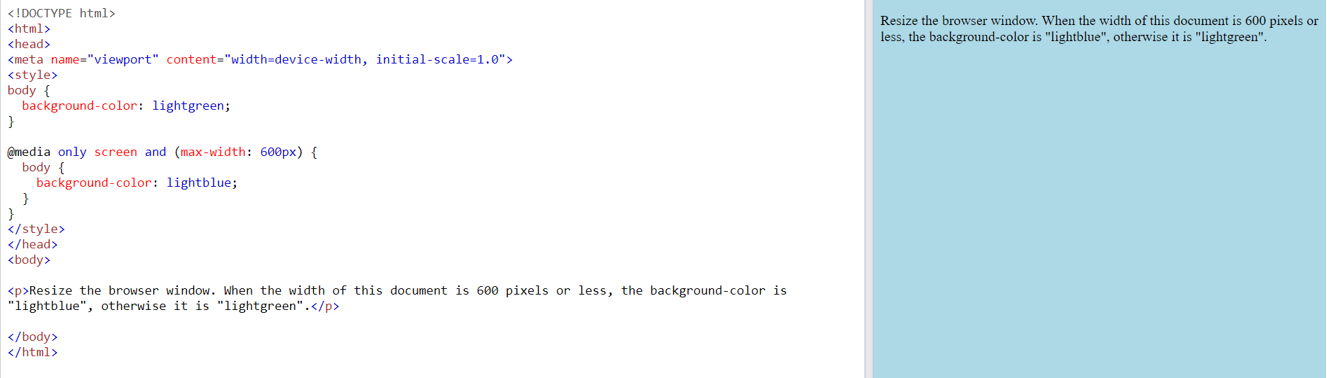 <!DOCTYPE html>
<html>
<head>
<meta name="viewport" content="width=device-width, initial-scale=1.0">
<style>
body {
  background-color: lightgreen;
}

@media only screen and (max-width: 600px) {
  body {
    background-color: lightblue;
  }
}
</style>
</head>
<body>

<p>Resize the browser window. When the width of this document is 600 pixels or less, the background-color is
"lightblue", otherwise it is "lightgreen".</p>

</body>
</html>
Resize the browser window. When the width of this document is 600 pixels or
less, the background-color is "lightblue", otherwise it is "lightgreen".